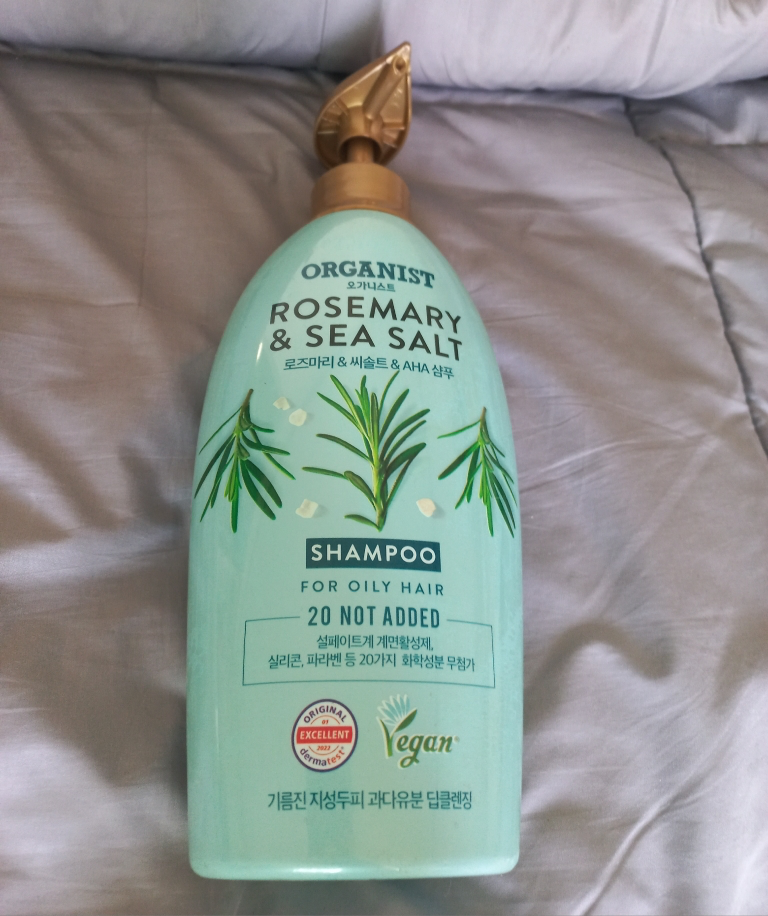 ORGANIST
오가니스트
ROSEMARY
& SEA SALT
로즈마리 & 씨솔트 & AHA 샴푸
SHAMPOO
FOR OILY HAIR
20 NOT ADDED
설페이트계 계면활성제,
실리콘, 파라벤 등 20가지 화학성분 무첨가
ORIGINAL
EXCELLENT
2022
dermatest®
Vegan
기름진 지성두피 과다유분 딥클렌징